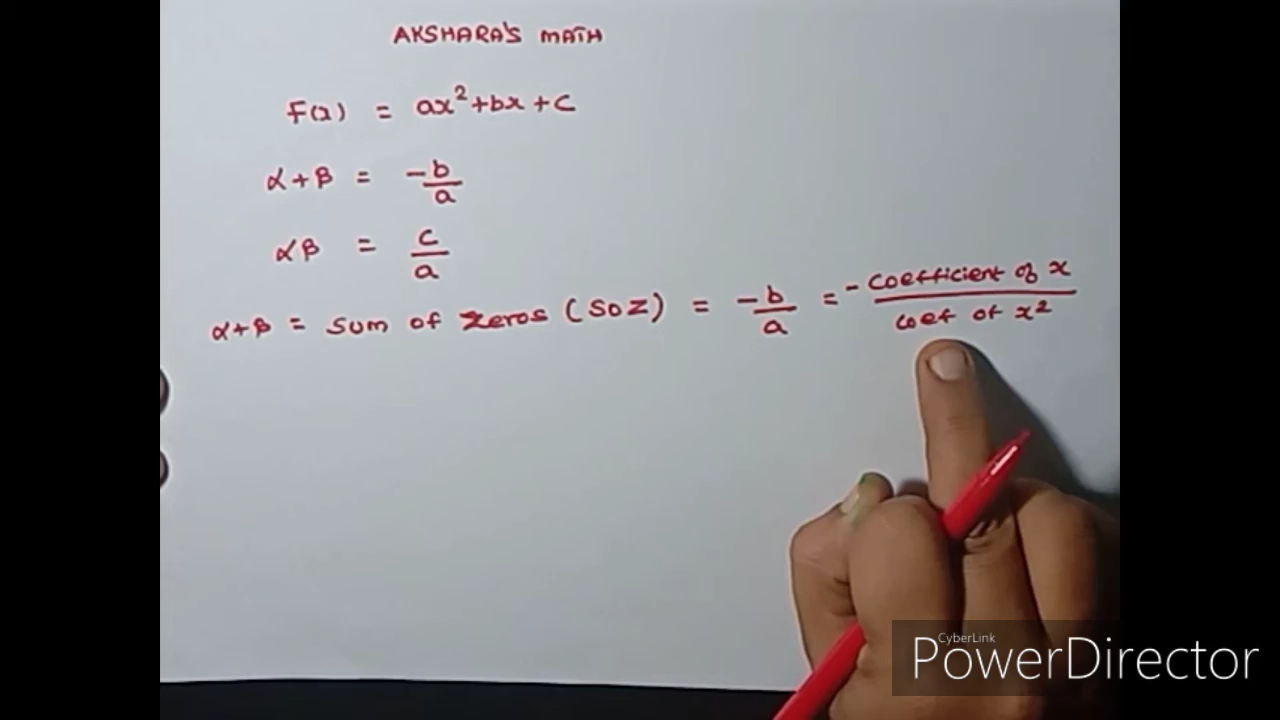 AKSHARA'S MATH
F(x) = ax²+bx+c
α+β = -b/a
αβ = c/a
α+β = sum of zeros (SOZ) = -b/a = -coefficient of x/coef of x²
CyberLink
PowerDirector